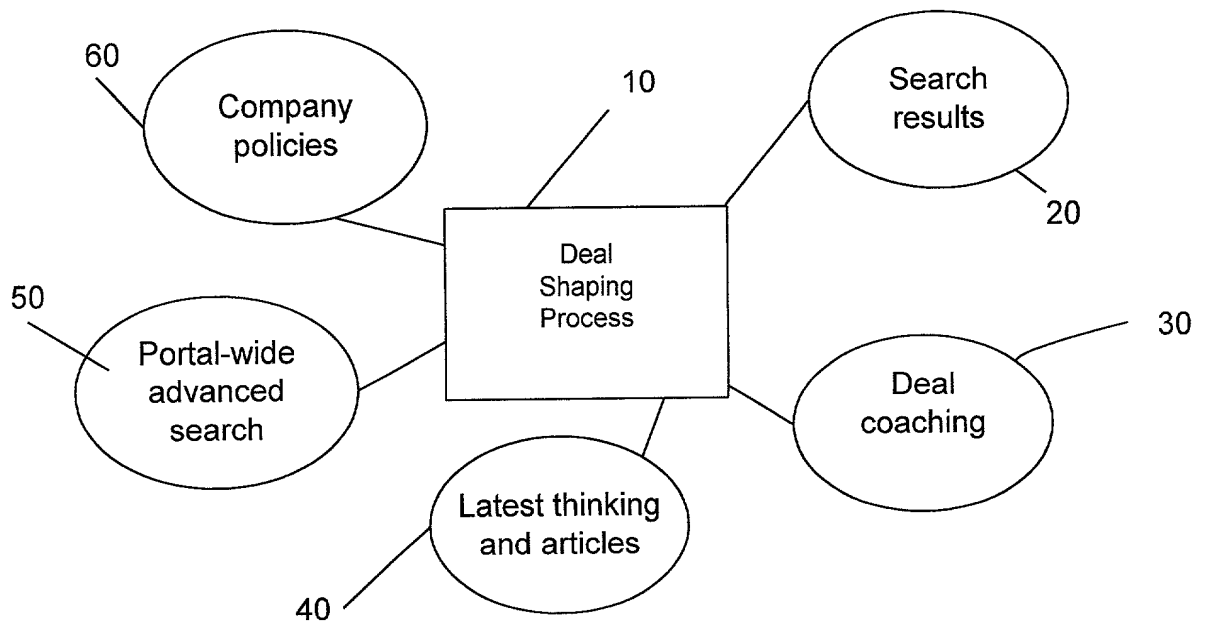 60
Company
policies
10
Search
results
20
Deal
Shaping
Process
50
Portal-wide
advanced
search
30
Deal
coaching
Latest thinking
and articles
40